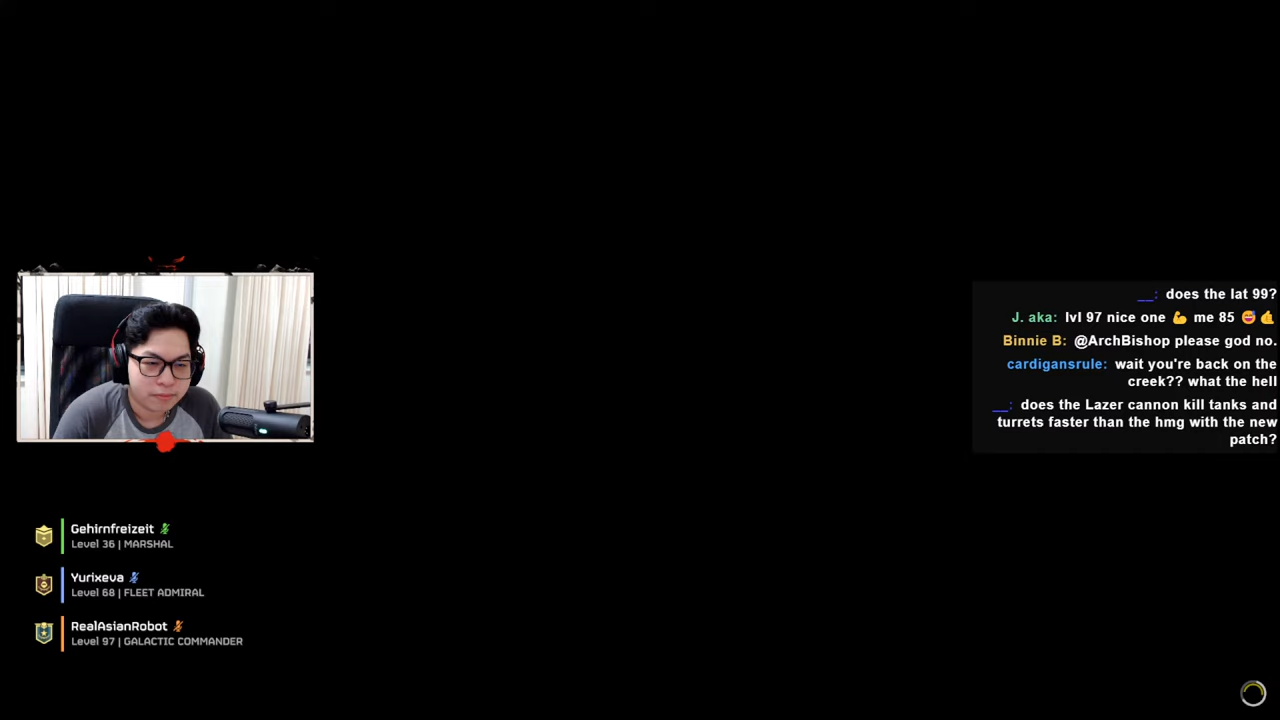 __: does the lat 99?
J. aka: lvl 97 nice one 💪 me 85 😅 🤙
Binnie B: @ArchBishop please god no.
cardigansrule: wait you're back on the
creek?? what the hell
__: does the Lazer cannon kill tanks and
turrets faster than the hmg with the new
patch?
Gehirnfreizeit
Level 36 | MARSHAL
Yurixeva
Level 68 | FLEET ADMIRAL
RealAsianRobot
Level 97 | GALACTIC COMMANDER